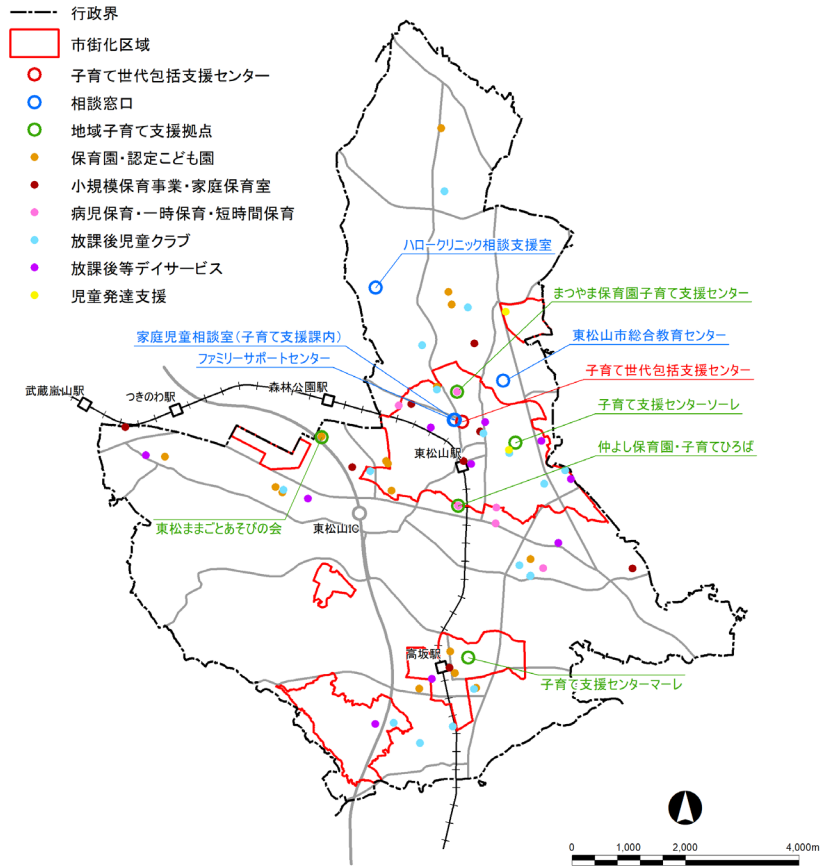 行政界
市街化区域
子育て世代包括支援センター
相談窓口
地域子育て支援拠点
保育園・認定こども園
小規模保育事業・家庭保育室
病児保育・一時保育・短時間保育
放課後児童クラブ
放課後等デイサービス
児童発達支援
ハロークリニック相談支援室
まつやま保育園子育て支援センター
家庭児童相談室(子育て支援課内)
ファミリーサポートセンター
東松山市総合教育センター
子育て世代包括支援センター
武蔵嵐山駅
つきのわ駅
森林公園駅
子育て支援センターソーレ
東松山駅
仲よし保育園・子育てひろば
東松ままごとあそびの会
東松山IC
高坂駅
子育て支援センターマーレ
0 1,000 2,000 4,000m